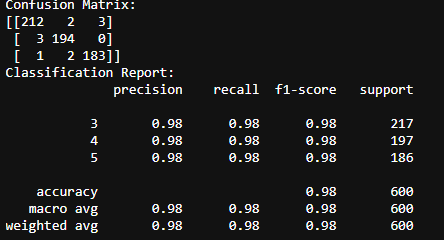 Confusion Matrix:
[[212   2   3]
 [  3 194   0]
 [  1   2 183]]
Classification Report:
              precision    recall  f1-score   support

           3       0.98      0.98      0.98       217
           4       0.98      0.98      0.98       197
           5       0.98      0.98      0.98       186

    accuracy                           0.98       600
   macro avg       0.98      0.98      0.98       600
weighted avg       0.98      0.98      0.98       600